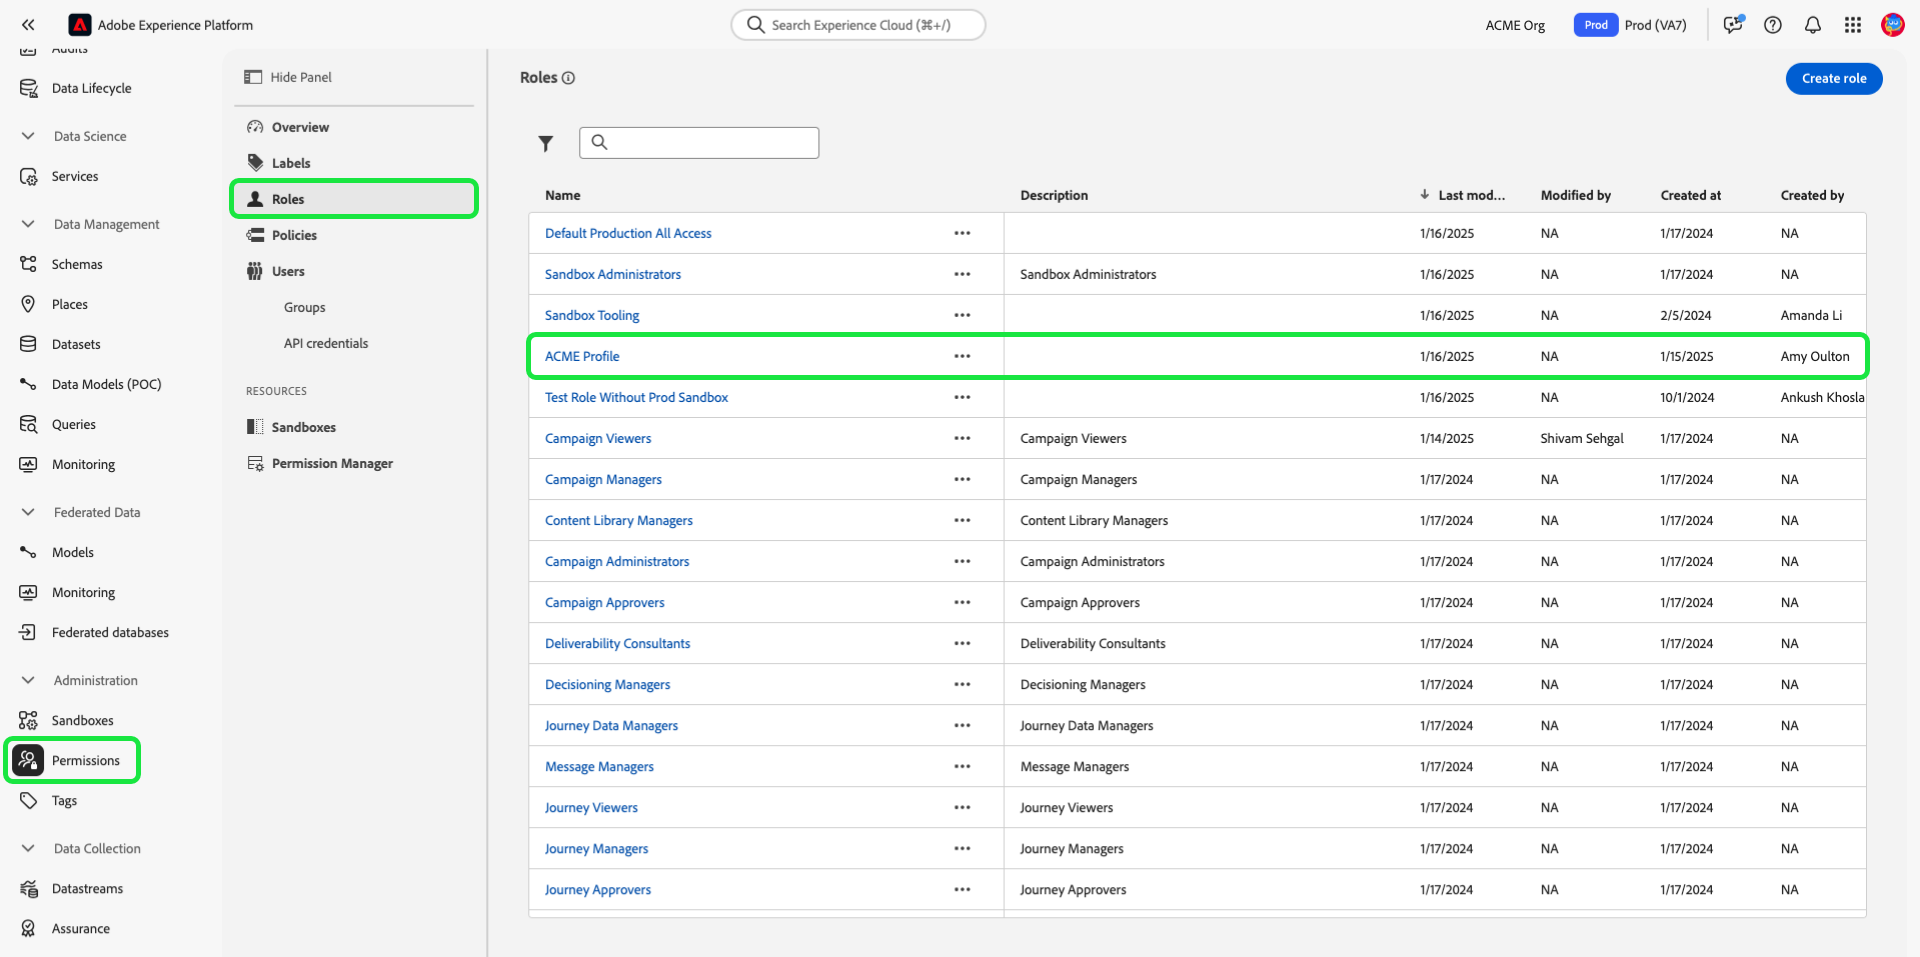 Adobe Experience Platform
Search Experience Cloud (⌘+/)
ACME Org
Prod
Prod (VA7)
Audits
Data Lifecycle
Data Science
Services
Data Management
Schemas
Places
Datasets
Data Models (POC)
Queries
Monitoring
Federated Data
Models
Monitoring
Federated databases
Administration
Sandboxes
Permissions
Tags
Data Collection
Datastreams
Assurance
Hide Panel
Overview
Labels
Roles
Policies
Users
Groups
API credentials
RESOURCES
Sandboxes
Permission Manager
Roles
Create role
Name Description Last mod... Modified by Created at Created by
Default Production All Access 1/16/2025 NA 1/17/2024 NA
Sandbox Administrators Sandbox Administrators 1/16/2025 NA 1/17/2024 NA
Sandbox Tooling 1/16/2025 NA 2/5/2024 Amanda Li
ACME Profile 1/16/2025 NA 1/15/2025 Amy Oulton
Test Role Without Prod Sandbox 1/16/2025 NA 10/1/2024 Ankush Khosla
Campaign Viewers Campaign Viewers 1/14/2025 Shivam Sehgal 1/17/2024 NA
Campaign Managers Campaign Managers 1/17/2024 NA 1/17/2024 NA
Content Library Managers Content Library Managers 1/17/2024 NA 1/17/2024 NA
Campaign Administrators Campaign Administrators 1/17/2024 NA 1/17/2024 NA
Campaign Approvers Campaign Approvers 1/17/2024 NA 1/17/2024 NA
Deliverability Consultants Deliverability Consultants 1/17/2024 NA 1/17/2024 NA
Decisioning Managers Decisioning Managers 1/17/2024 NA 1/17/2024 NA
Journey Data Managers Journey Data Managers 1/17/2024 NA 1/17/2024 NA
Message Managers Message Managers 1/17/2024 NA 1/17/2024 NA
Journey Viewers Journey Viewers 1/17/2024 NA 1/17/2024 NA
Journey Managers Journey Managers 1/17/2024 NA 1/17/2024 NA
Journey Approvers Journey Approvers 1/17/2024 NA 1/17/2024 NA